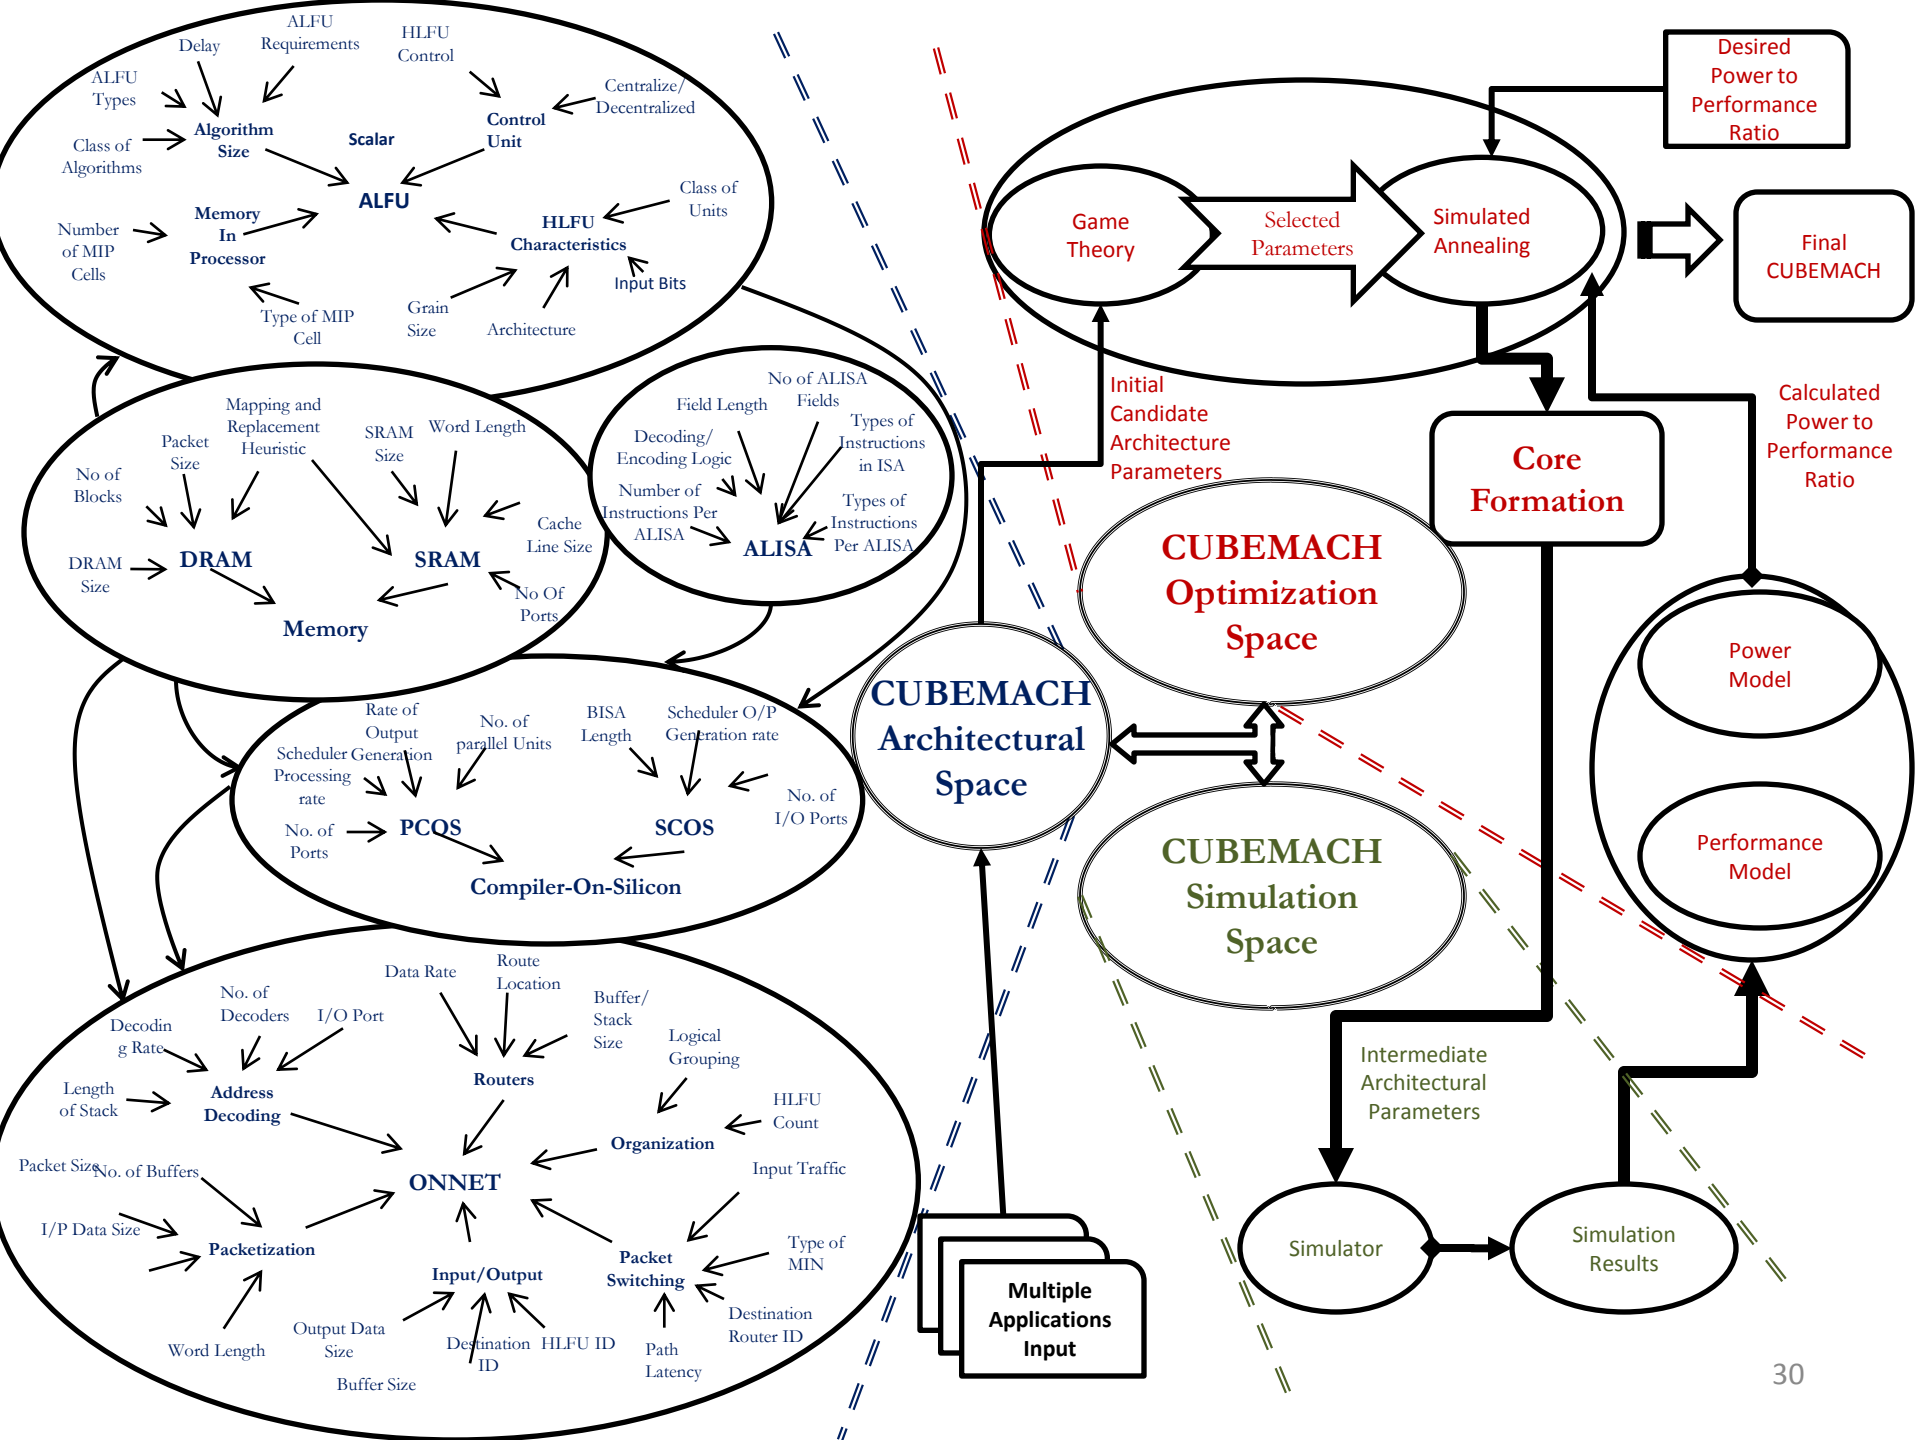 ALFU
Requirements
Delay
HLFU
Control
ALFU
Types
Centralize/
Decentralized
Algorithm
Size
Scalar
Control
Unit
Class of
Algorithms
ALFU
Class of
Units
Memory
In
Processor
HLFU
Characteristics
Number
of MIP
Cells
Input Bits
Type of MIP
Cell
Grain
Size
Architecture
Mapping and
Replacement
Heuristic
Packet
Size
SRAM
Size
Word Length
No of
Blocks
Cache
Line Size
DRAM
SRAM
DRAM
Size
No Of
Ports
Memory
No of ALISA
Fields
Field Length
Types of
Instructions
in ISA
Decoding/
Encoding Logic
Number of
Instructions Per
ALISA
Types of
Instructions
Per ALISA
ALISA
Rate of
Output
Generation
No. of
parallel Units
BISA
Length
Scheduler O/P
Generation rate
Scheduler
Processing
rate
No. of
I/O Ports
No. of
Ports
PCOS
SCOS
Compiler-On-Silicon
Data Rate
Route
Location
No. of
Decoders
I/O Port
Buffer/
Stack
Size
Decodin
g Rate
Logical
Grouping
Length
of Stack
Address
Decoding
Routers
HLFU
Count
Organization
Packet Size
No. of Buffers
ONNET
Input Traffic
I/P Data Size
Packetization
Input/Output
Packet
Switching
Type of
MIN
Word Length
Output Data
Size
Buffer Size
Destination
ID
HLFU ID
Path
Latency
Destination
Router ID
CUBEMACH
Architectural
Space
Multiple
Applications
Input
Desired
Power to
Performance
Ratio
Game
Theory
Selected
Parameters
Simulated
Annealing
Final
CUBEMACH
Initial
Candidate
Architecture
Parameters
Calculated
Power to
Performance
Ratio
Core
Formation
CUBEMACH
Optimization
Space
Power
Model
Performance
Model
CUBEMACH
Simulation
Space
Intermediate
Architectural
Parameters
Simulator
Simulation
Results
30